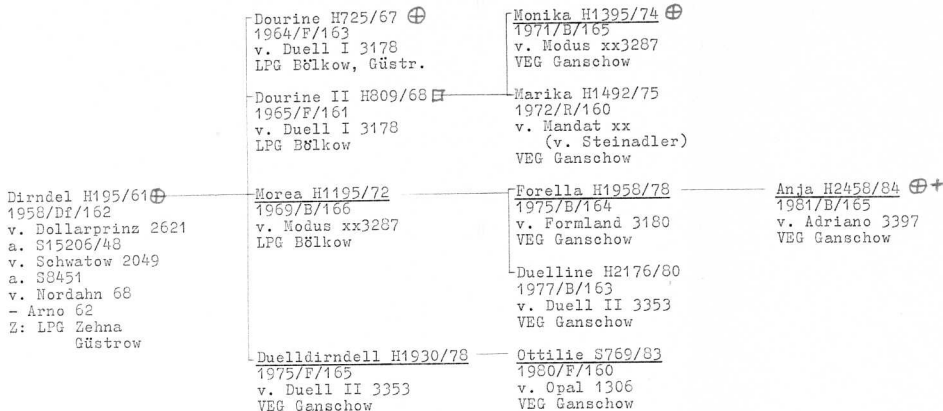 Dirndel H195/61 ⊕
1958/Df/162
v. Dollarprinz 2621
a. S15206/48
v. Schwatow 2049
a. S8451
v. Nordahn 68
- Arno 62
Z: LPG Zehna
Güstrow
Dourine H725/67 ⊕
1964/F/163
v. Duell I 3178
LPG Bölkow, Güstr.
Dourine II H809/68
1965/F/161
v. Duell I 3178
LPG Bölkow
Morea H1195/72
1969/B/166
v. Modus xx3287
LPG Bölkow
Duelldirndell H1930/78
1975/F/165
v. Duell II 3353
VEG Ganschow
Monika H1395/74 ⊕
1971/B/165
v. Modus xx3287
VEG Ganschow
Marika H1492/75
1972/R/160
v. Mandat xx
(v. Steinadler)
VEG Ganschow
Forella H1958/78
1975/B/164
v. Formland 3180
VEG Ganschow
Duelline H2176/80
1977/B/163
v. Duell II 3353
VEG Ganschow
Ottilie S769/83
1980/F/160
v. Opal 1306
VEG Ganschow
Anja H2458/84 ⊕+
1981/B/165
v. Adriano 3397
VEG Ganschow